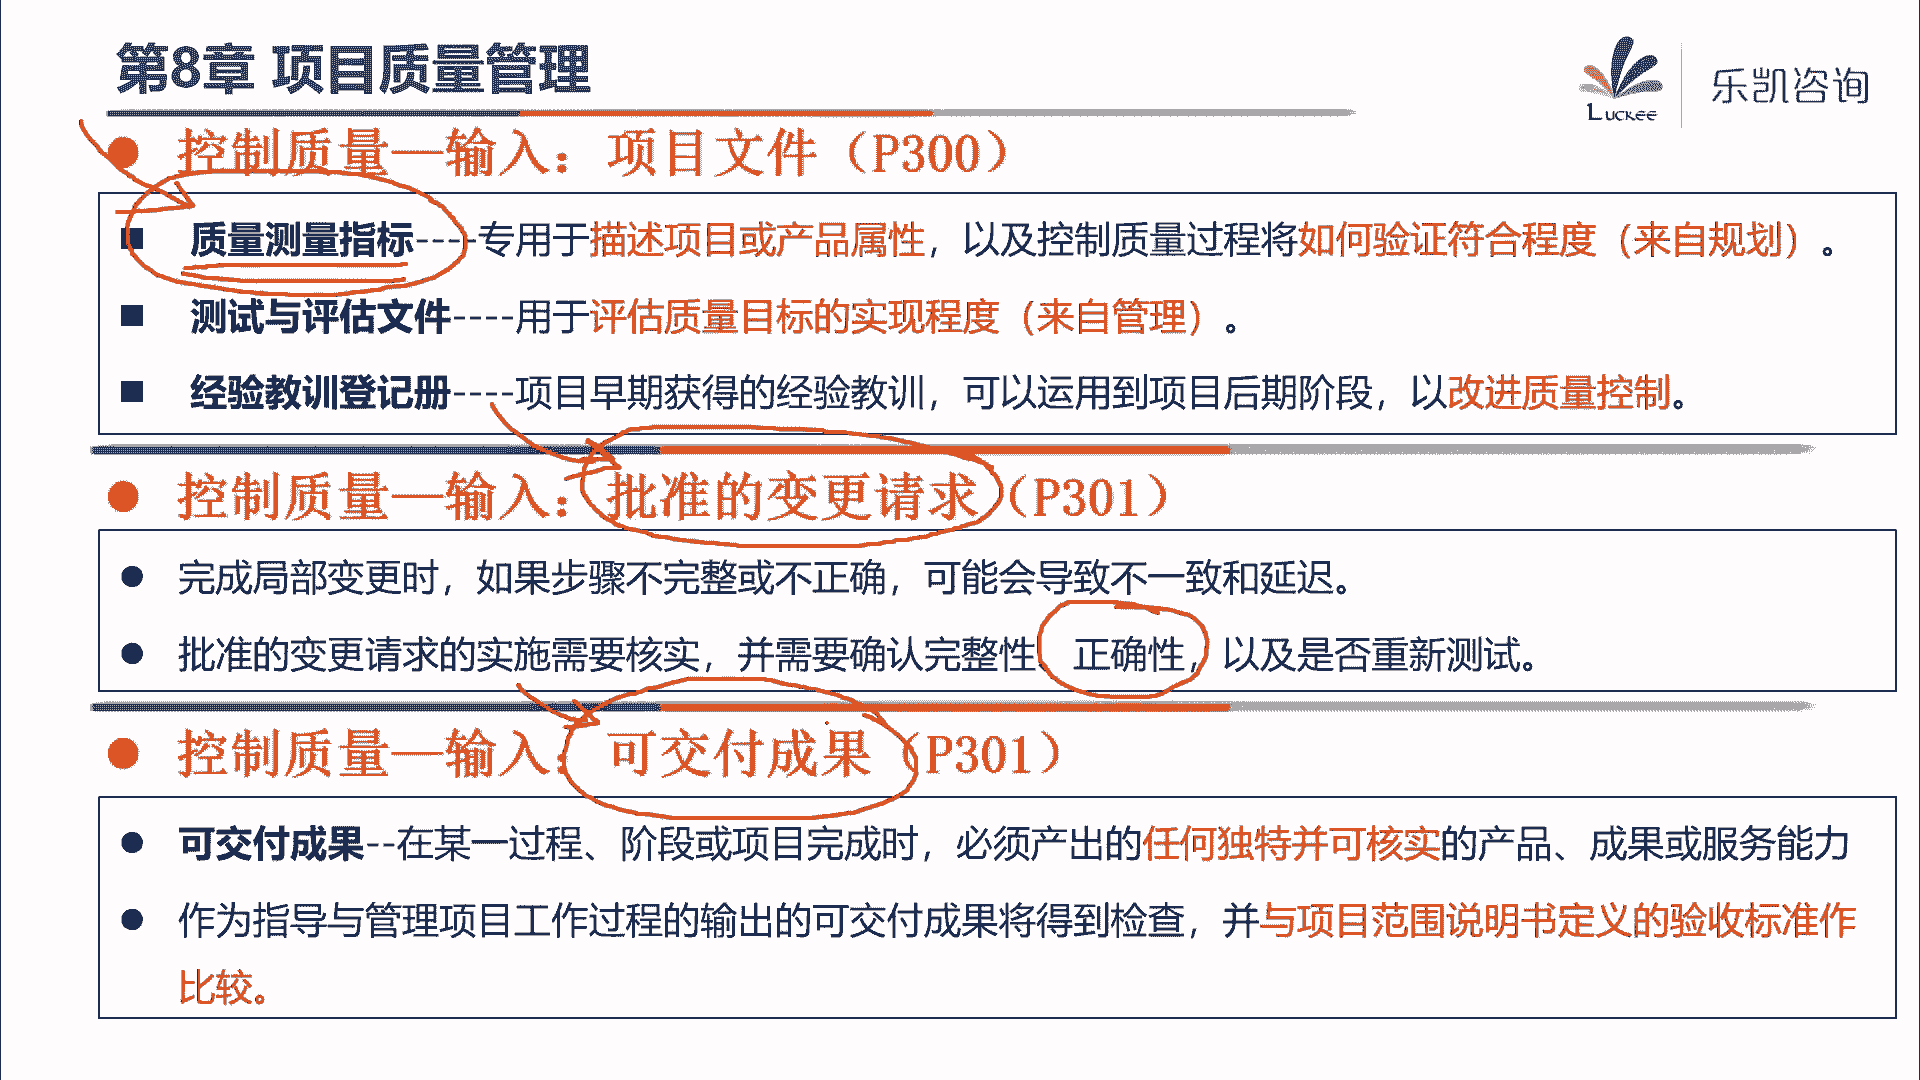 第8章 项目质量管理
Luckee 乐凯咨询
控制质量—输入：项目文件（P300）
质量测量指标----专用于描述项目或产品属性，以及控制质量过程将如何验证符合程度（来自规划）。
测试与评估文件----用于评估质量目标的实现程度（来自管理）。
经验教训登记册----项目早期获得的经验教训，可以运用到项目后期阶段，以改进质量控制。
控制质量—输入：批准的变更请求（P301）
完成局部变更时，如果步骤不完整或不正确，可能会导致不一致和延迟。
批准的变更请求的实施需要核实，并需要确认完整性、正确性，以及是否重新测试。
控制质量—输入：可交付成果（P301）
可交付成果--在某一过程、阶段或项目完成时，必须产出的任何独特并可核实的产品、成果或服务能力
作为指导与管理项目工作过程的输出的可交付成果将得到检查，并与项目范围说明书定义的验收标准作
比较。